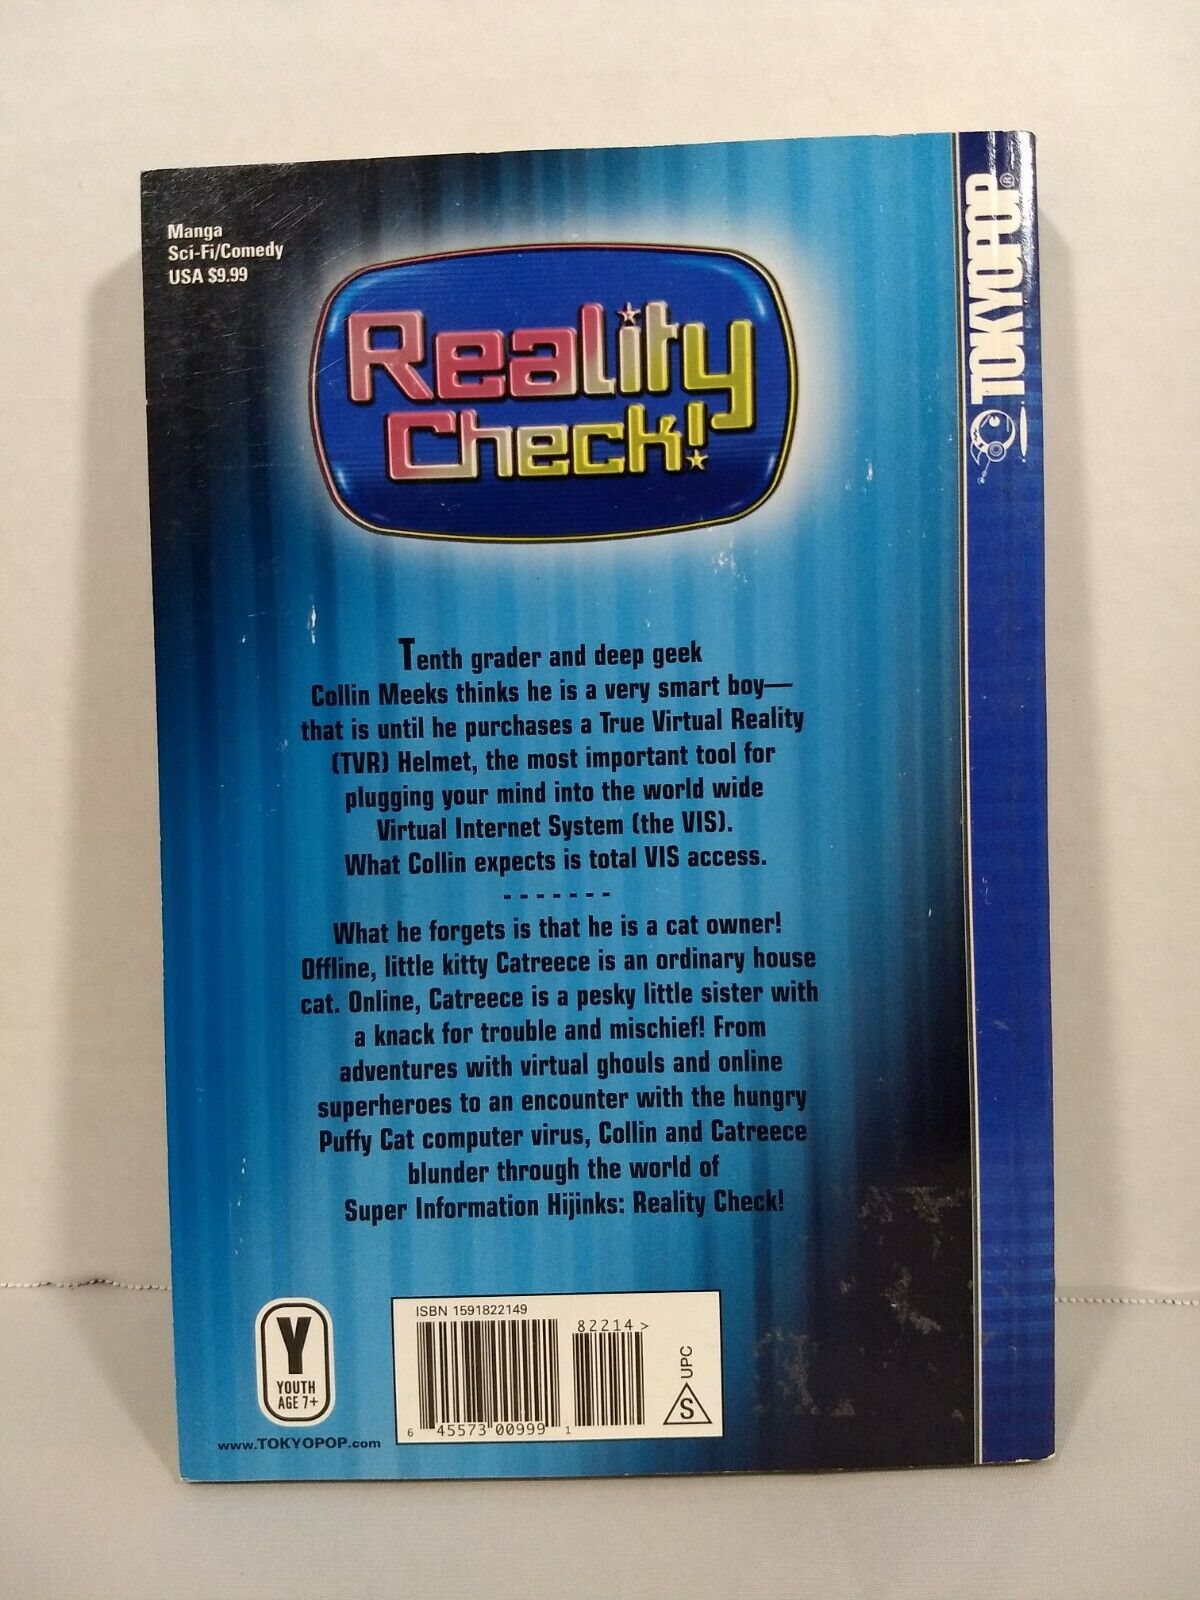 Manga
Sci-Fi/Comedy
USA $9.99
TOKYOPOP®
Reality
Check!
Tenth grader and deep geek
Collin Meeks thinks he is a very smart boy—
that is until he purchases a True Virtual Reality
(TVR) Helmet, the most important tool for
plugging your mind into the world wide
Virtual Internet System (the VIS).
What Collin expects is total VIS access.
- - - - - - -
What he forgets is that he is a cat owner!
Offline, little kitty Catreece is an ordinary house
cat. Online, Catreece is a pesky little sister with
a knack for trouble and mischief! From
adventures with virtual ghouls and online
superheroes to an encounter with the hungry
Puffy Cat computer virus, Collin and Catreece
blunder through the world of
Super Information Hijinks: Reality Check!
Y
YOUTH
AGE 7+
www.TOKYOPOP.com
ISBN 1591822149
82214>
6 45573 00999 1
S UPC